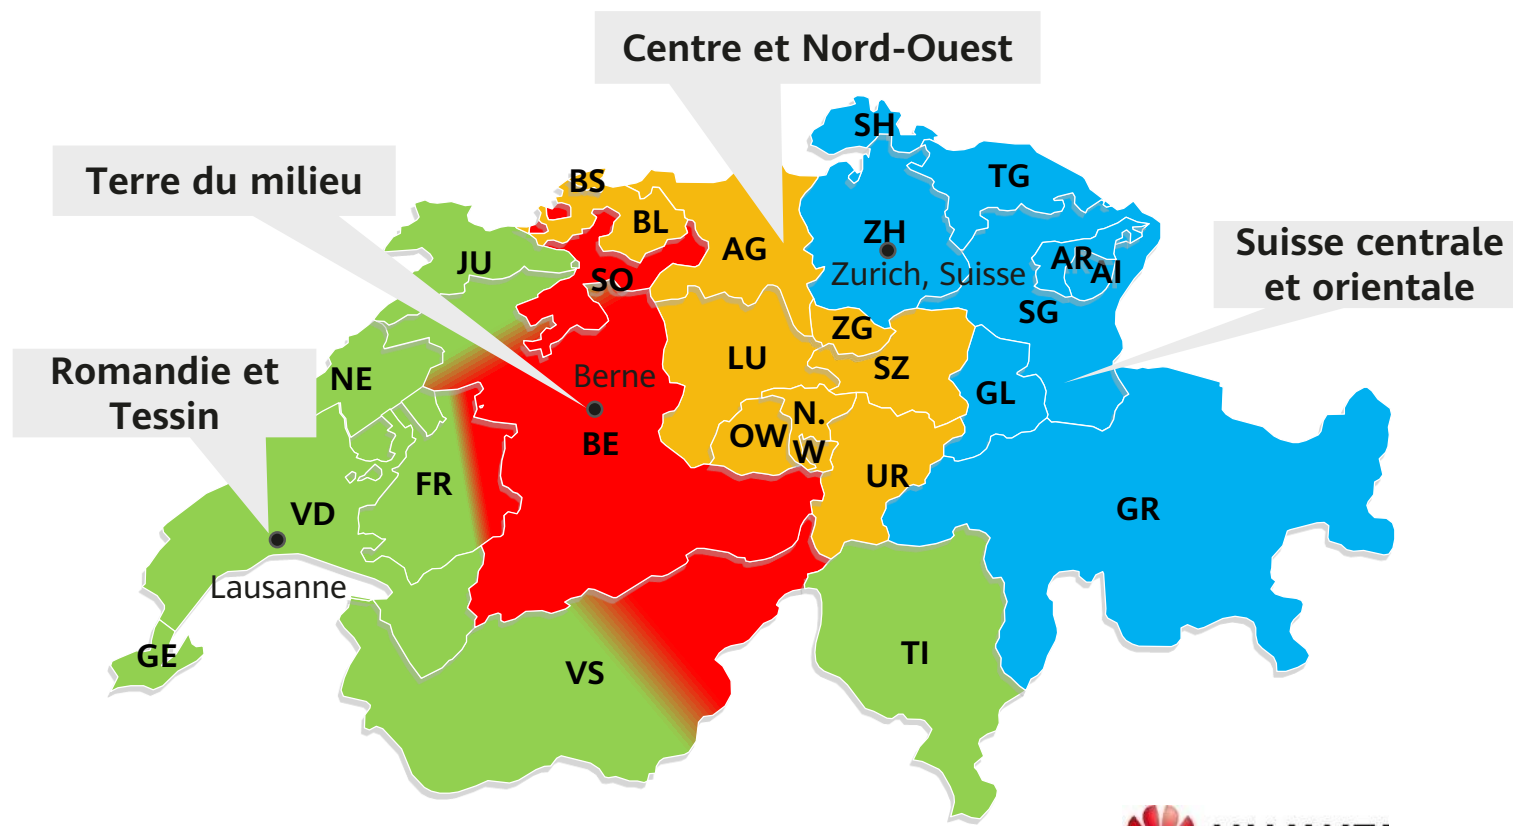 Centre et Nord-Ouest
SH
Terre du milieu
BS
TG
BL
ZH
AG
Suisse centrale
et orientale
JU
AR
AI
Zurich, Suisse
SO
SG
ZG
LU
SZ
Romandie et
Tessin
NE
Berne
GL
N.
W
OW
BE
UR
FR
GR
VD
Lausanne
GE
TI
VS